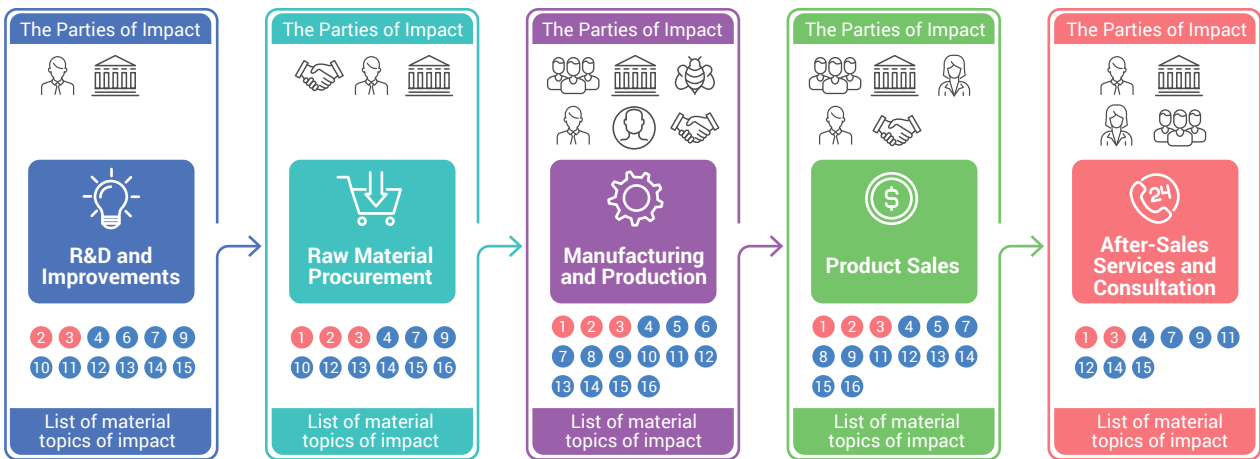 The Parties of Impact
R&D and
Improvements
2 3 4 6 7 9
10 11 12 13 14 15
List of material
topics of impact
The Parties of Impact
Raw Material
Procurement
1 2 3 4 7 9
10 12 13 14 15 16
List of material
topics of impact
The Parties of Impact
Manufacturing
and Production
1 2 3 4 5 6
7 8 9 10 11 12
13 14 15 16
List of material
topics of impact
The Parties of Impact
$
Product Sales
1 2 3 4 5 7
8 9 11 12 13 14
15 16
List of material
topics of impact
The Parties of Impact
24
After-Sales
Services and
Consultation
1 3 4 7 9 11
12 14 15
List of material
topics of impact